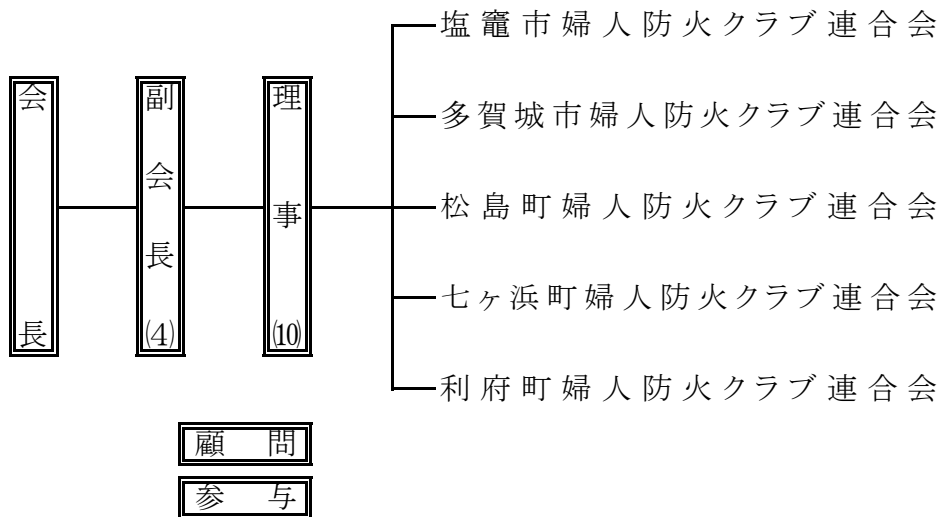 会長
副会長(4)
理事(10)
塩竈市婦人防火クラブ連合会
多賀城市婦人防火クラブ連合会
松島町婦人防火クラブ連合会
七ヶ浜町婦人防火クラブ連合会
利府町婦人防火クラブ連合会
顧問
参与